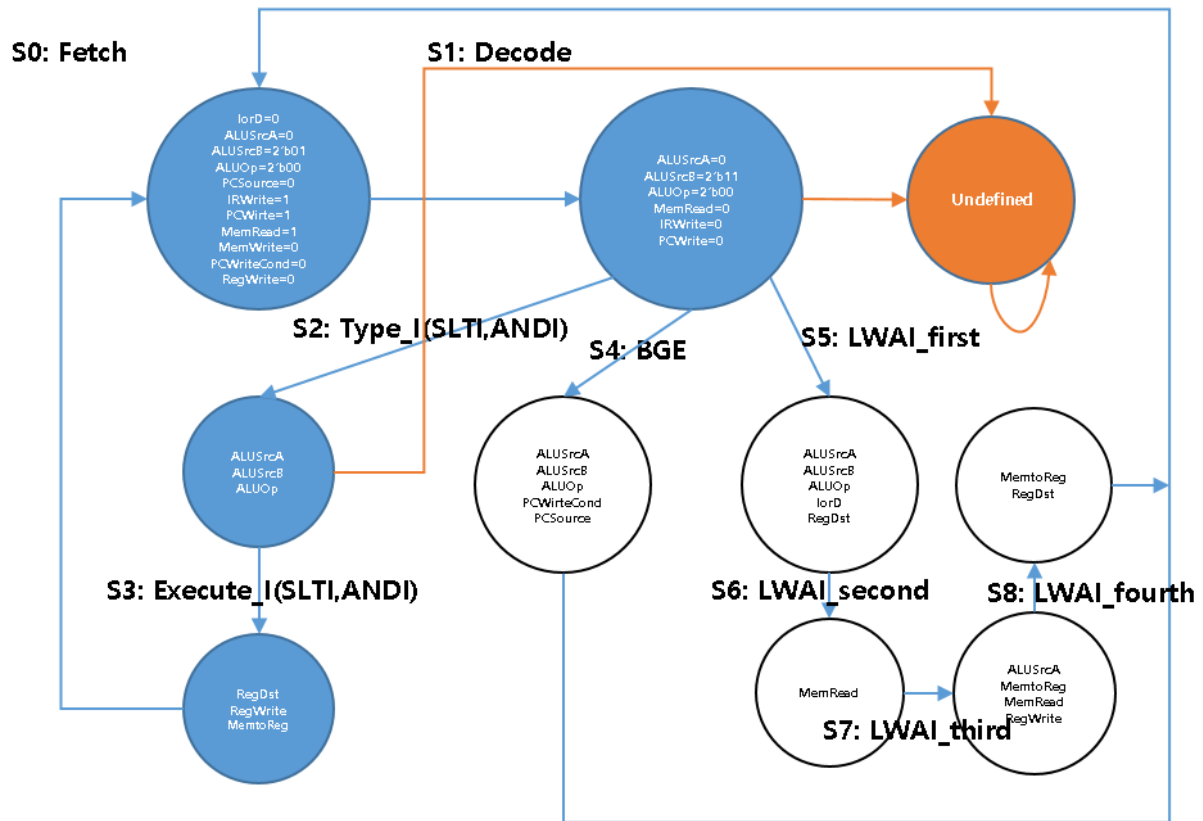 S0: Fetch
S1: Decode
IorD=0
ALUSrcA=0
ALUSrcB=2'b01
ALUOp=2'b00
PCSource=0
IRWrite=1
PCWirte=1
MemRead=1
MemWrite=0
PCWriteCond=0
RegWrite=0
ALUSrcA=0
ALUSrcB=2'b11
ALUOp=2'b00
MemRead=0
IRWrite=0
PCWrite=0
Undefined
S2: Type_I(SLTI,ANDI)
S4: BGE
S5: LWAI_first
ALUSrcA
ALUSrcB
ALUOp
ALUSrcA
ALUSrcB
ALUOp
PCWirteCond
PCSource
ALUSrcA
ALUSrcB
ALUOp
IorD
RegDst
MemtoReg
RegDst
S3: Execute_I(SLTI,ANDI)
S6: LWAI_second
S8: LWAI_fourth
RegDst
RegWrite
MemtoReg
MemRead
ALUSrcA
MemtoReg
MemRead
RegWrite
S7: LWAI_third